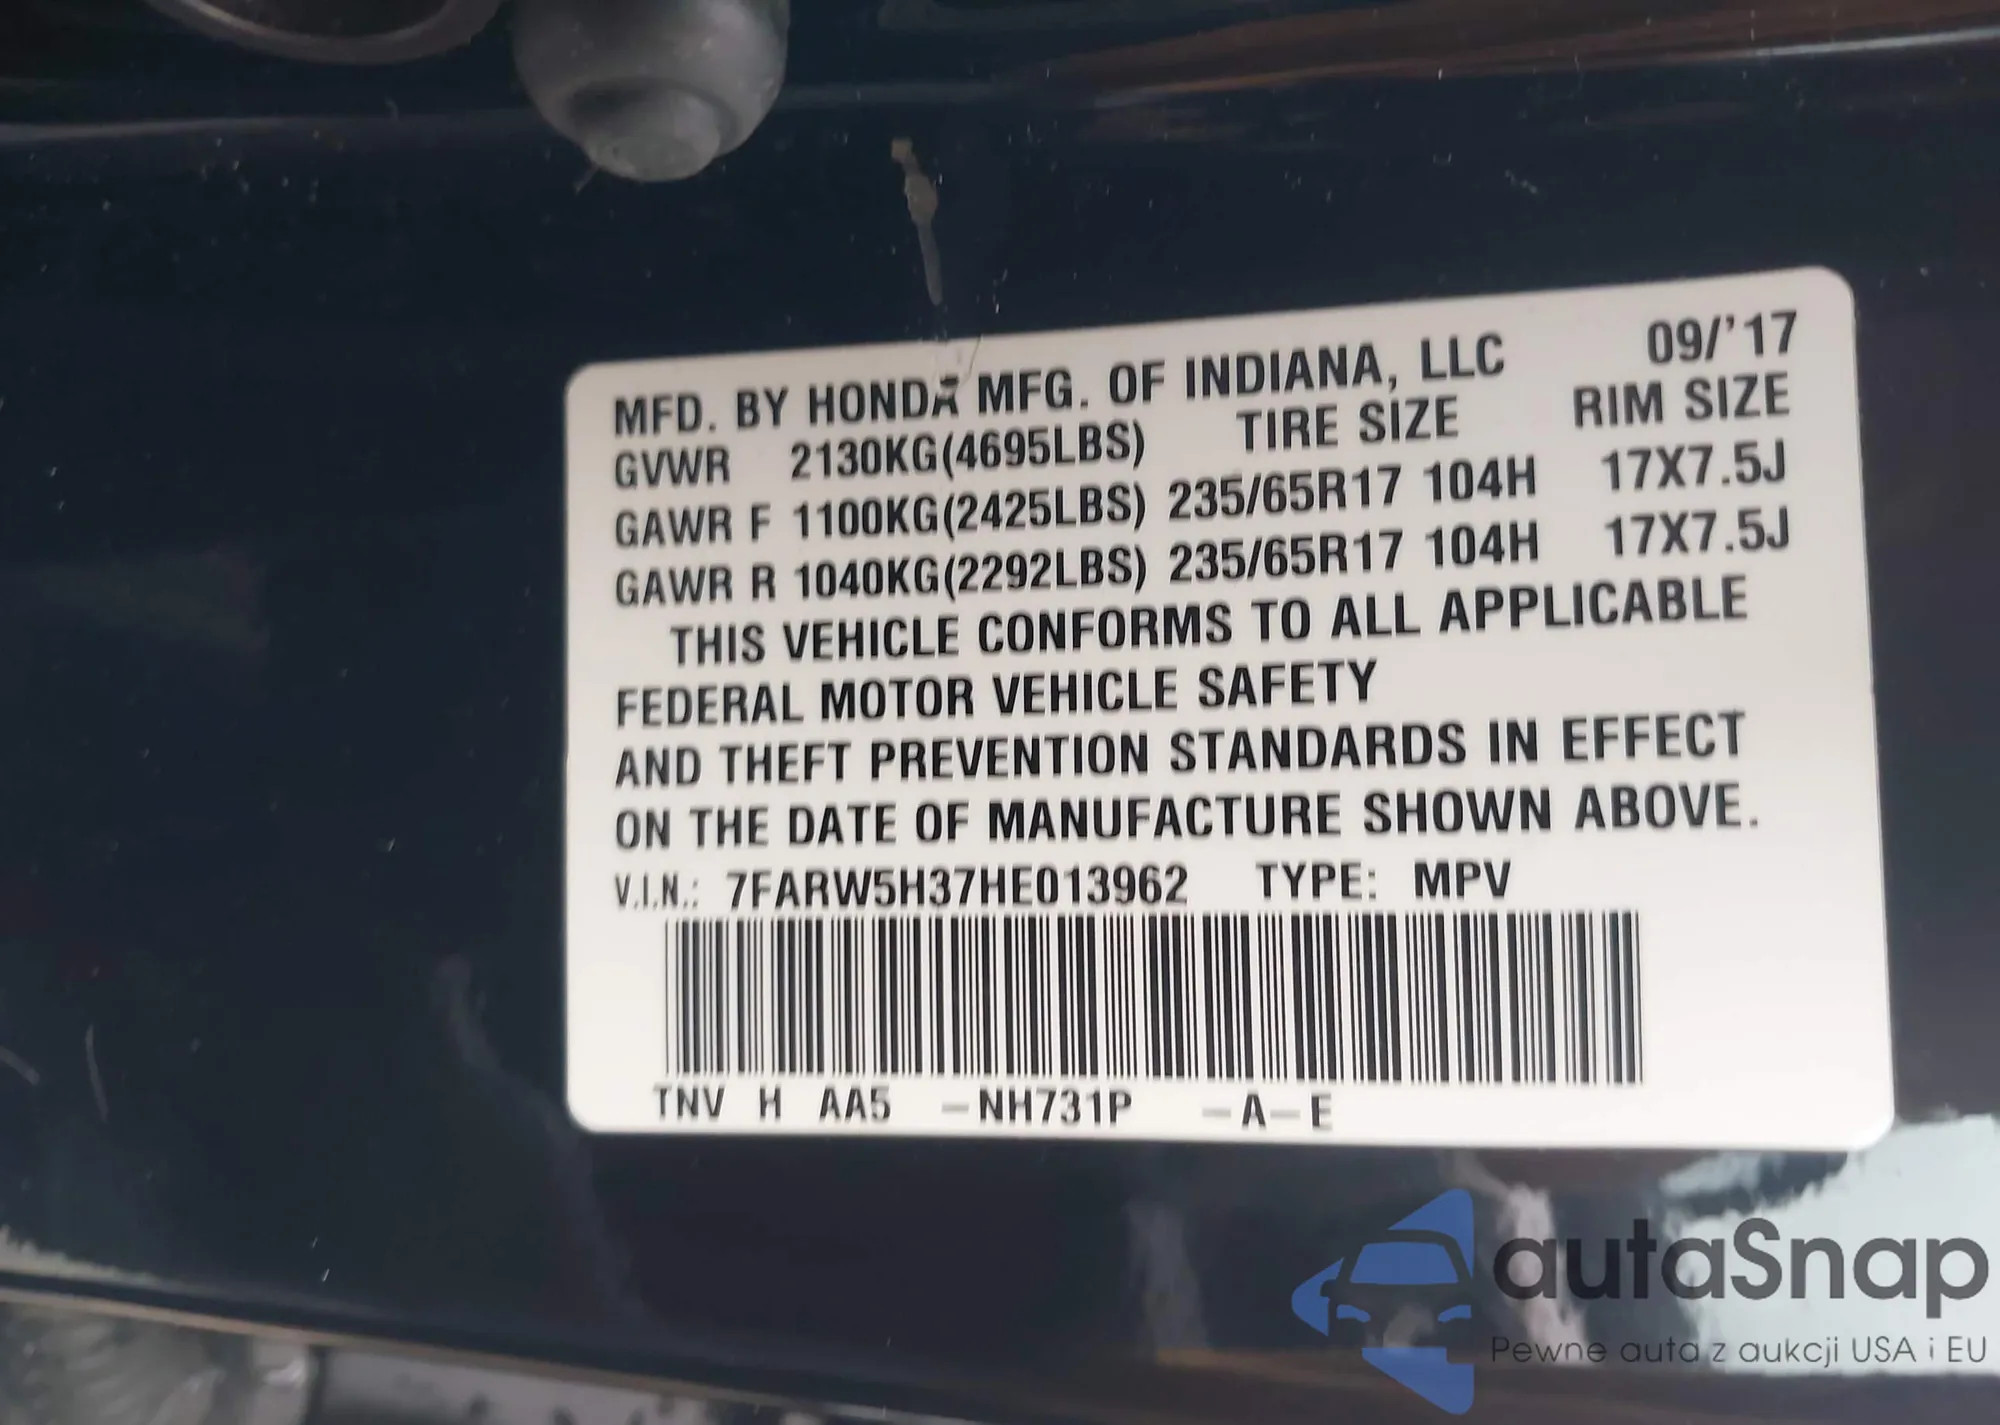 MFD. BY HONDA MFG. OF INDIANA, LLC 09/'17
GVWR 2130KG(4695LBS) TIRE SIZE RIM SIZE
GAWR F 1100KG(2425LBS) 235/65R17 104H 17X7.5J
GAWR R 1040KG(2292LBS) 235/65R17 104H 17X7.5J
THIS VEHICLE CONFORMS TO ALL APPLICABLE
FEDERAL MOTOR VEHICLE SAFETY
AND THEFT PREVENTION STANDARDS IN EFFECT
ON THE DATE OF MANUFACTURE SHOWN ABOVE.
V.I.N.: 7FARW5H37HE013962 TYPE: MPV
TNV H AA5 -NH731P -A-E
autaSnap
Pewne auta z aukcji USA i EU